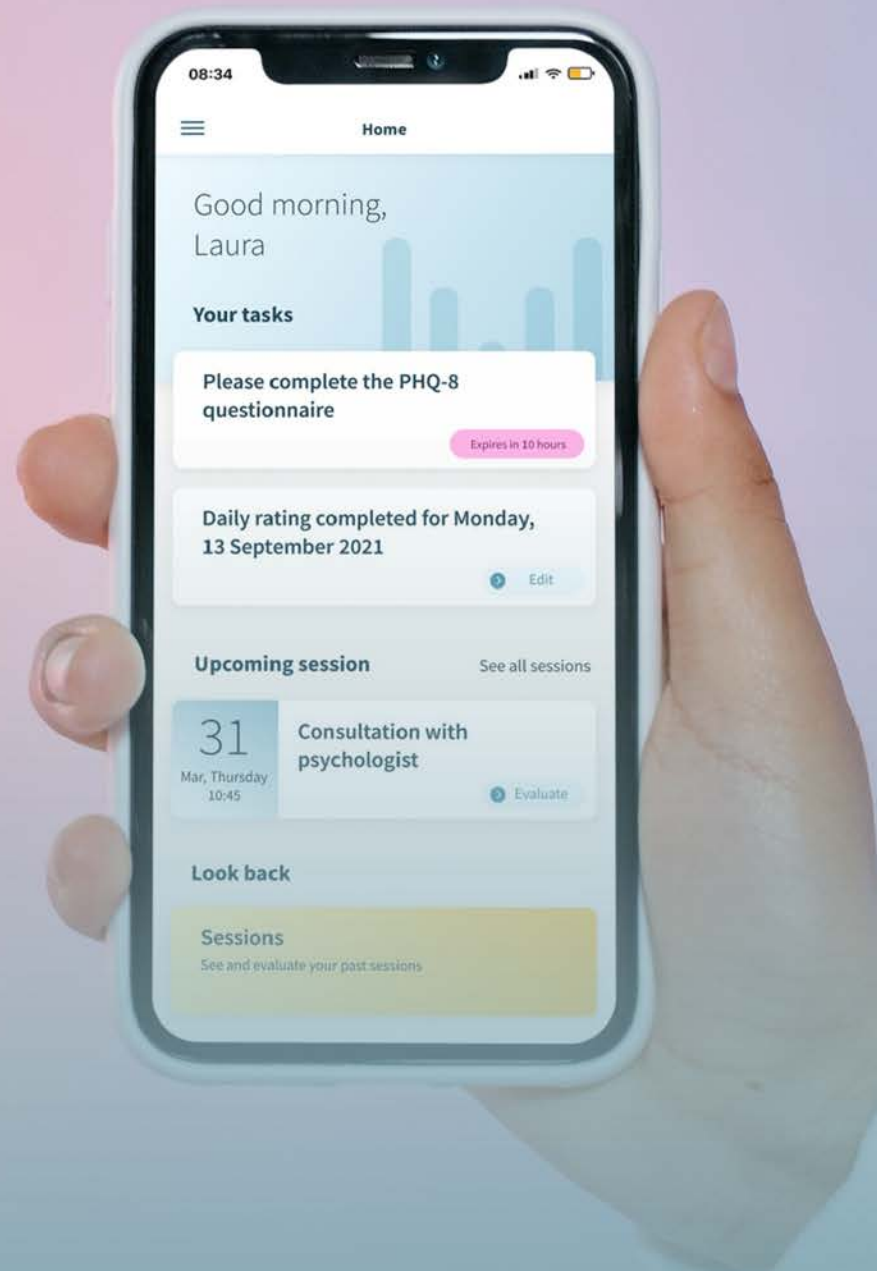 08:34
Home
Good morning,
Laura
Your tasks
Please complete the PHQ-8
questionnaire
Expires in 10 hours
Daily rating completed for Monday,
13 September 2021
Edit
Upcoming session
See all sessions
31
Mar, Thursday
10:45
Consultation with
psychologist
Evaluate
Look back
Sessions
See and evaluate your past sessions